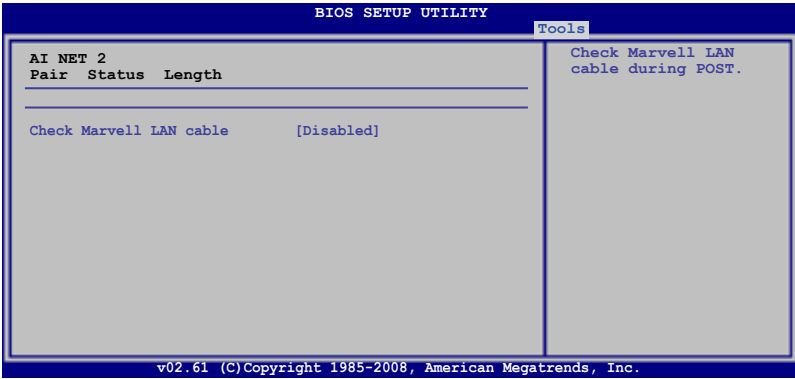 BIOS SETUP UTILITY
Tools
AI NET 2
Pair Status Length
Check Marvell LAN cable [Disabled]
Check Marvell LAN
cable during POST.
v02.61 (C)Copyright 1985-2008, American Megatrends, Inc.